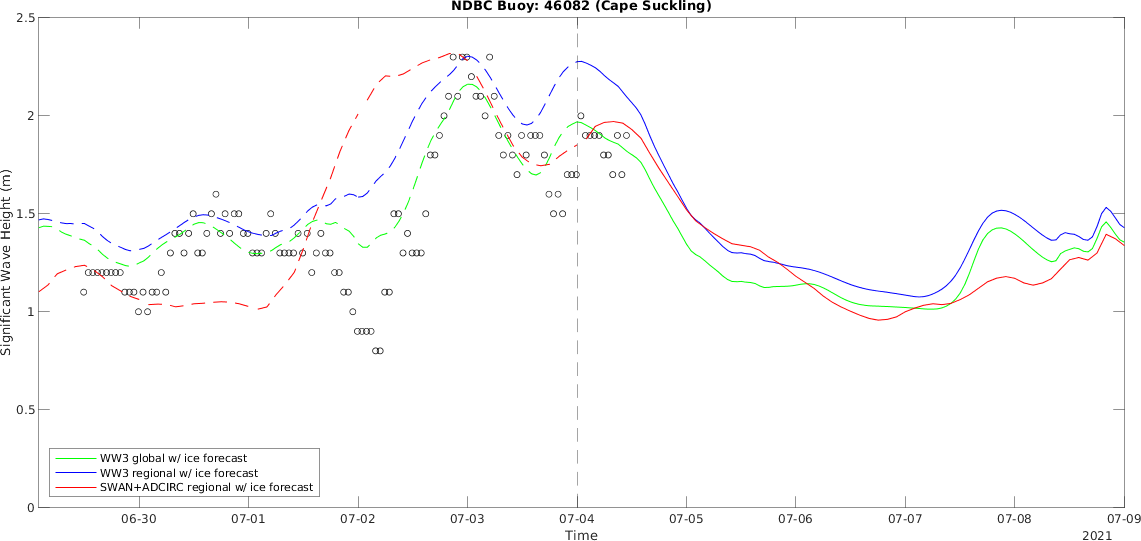 NDBC Buoy: 46082 (Cape Suckling)
2.5
2
1.5
1
0.5
0
Significant Wave Height (m)
WW3 global w/ ice forecast
WW3 regional w/ ice forecast
SWAN+ADCIRC regional w/ ice forecast
06-30 07-01 07-02 07-03 07-04 07-05 07-06 07-07 07-08 07-09
Time
2021